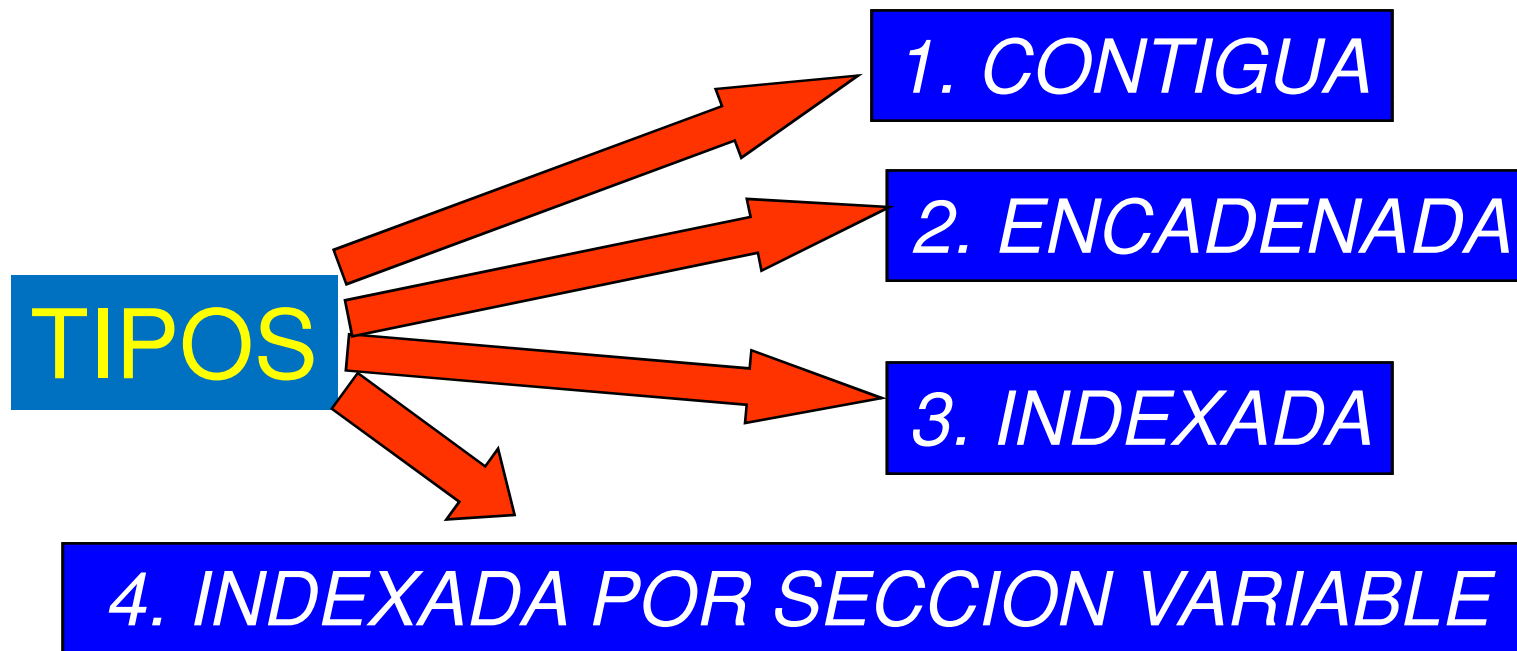 1. CONTIGUA
2. ENCADENADA
TIPOS
3. INDEXADA
4. INDEXADA POR SECCION VARIABLE